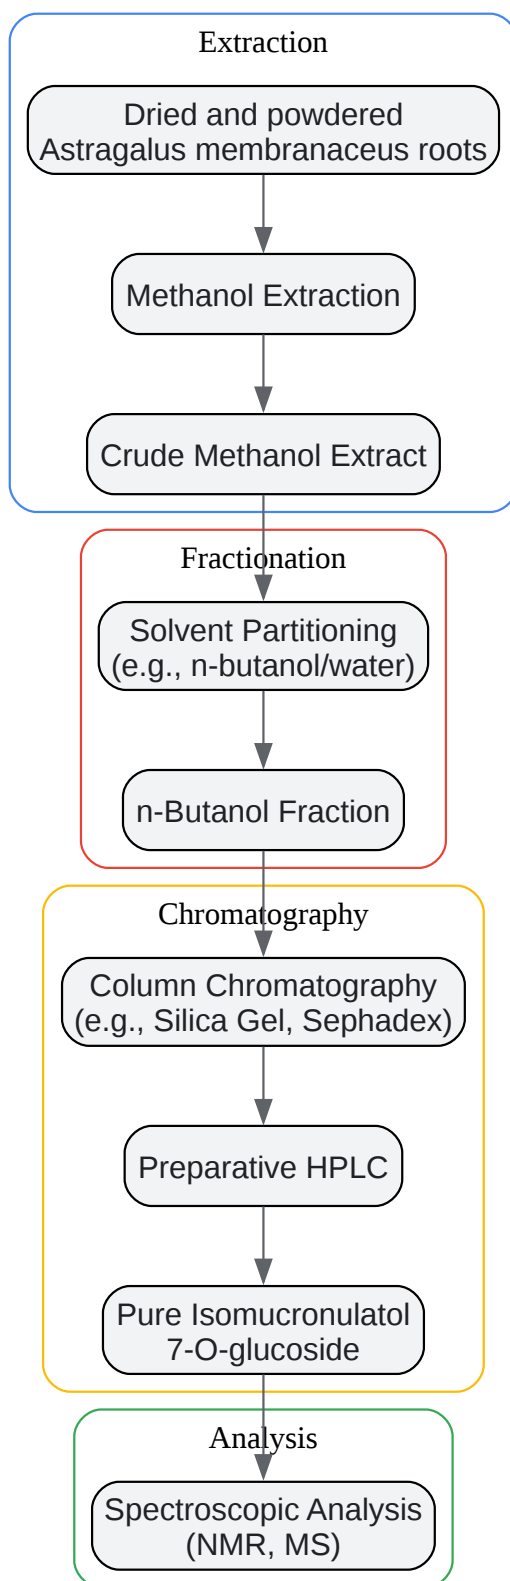 Extraction
Dried and powdered
Astragalus membranaceus roots
Methanol Extraction
Crude Methanol Extract
Fractionation
Solvent Partitioning
(e.g., n-butanol/water)
n-Butanol Fraction
Chromatography
Column Chromatography
(e.g., Silica Gel, Sephadex)
Preparative HPLC
Pure Isomucronulatol
7-O-glucoside
Analysis
Spectroscopic Analysis
(NMR, MS)